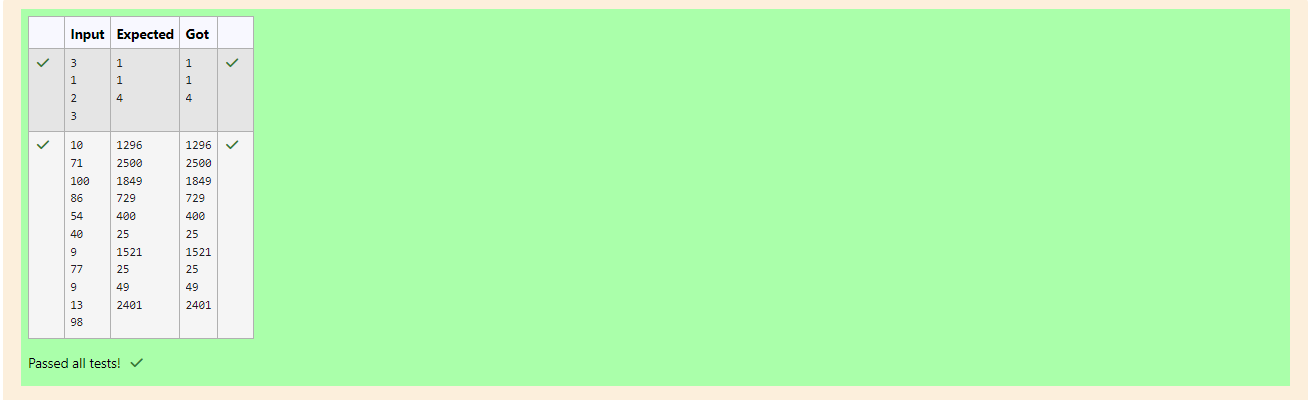 Input Expected Got
3 1 1
1 1 1
2 4 4
3
10 1296 1296
71 2500 2500
100 1849 1849
86 729 729
54 400 400
40 25 25
9 1521 1521
77 25 25
9 49 49
13 2401 2401
98
Passed all tests!